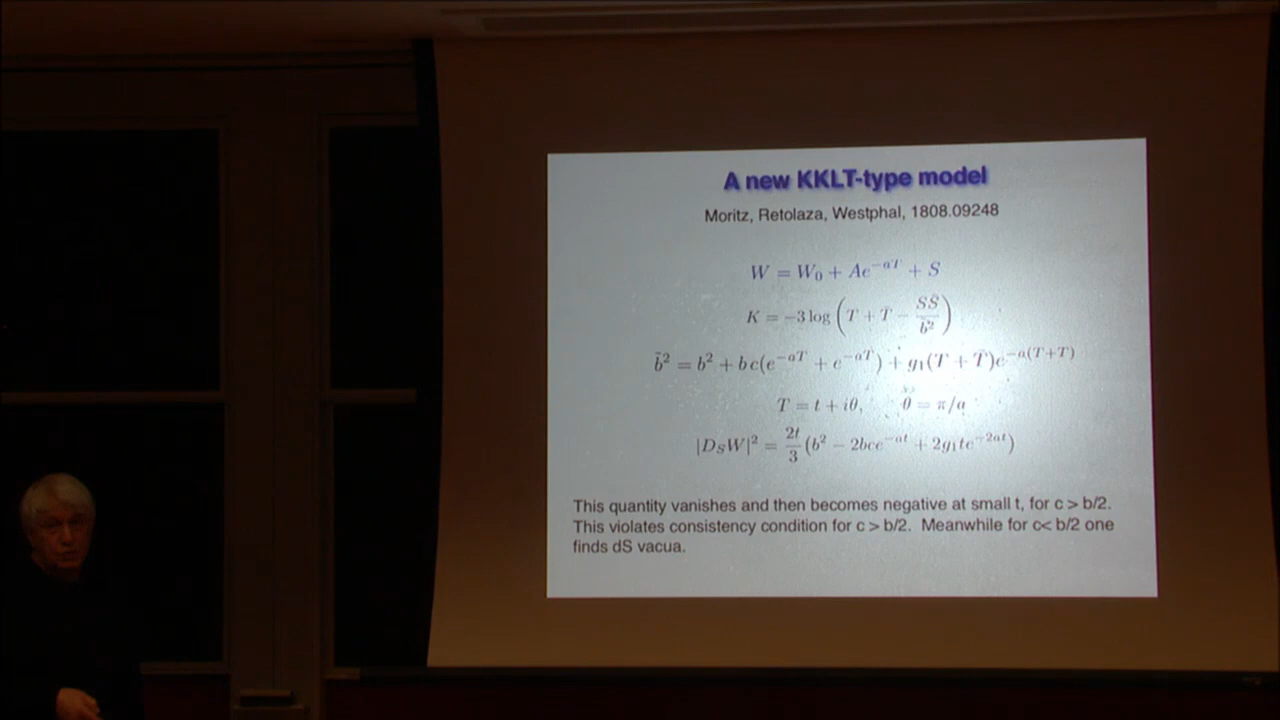 A new KKLT-type model
Moritz, Retolaza, Westphal, 1808.09248
W = W₀ + Ae^{-aT} + S
K = -3 log (T + T̄ - SS̄/b̃²)
b̃² = b² + bc(e^{-aT} + e^{-aT̄}) + g₁(T + T̄)e^{-a(T+T̄)}
T = t + iθ, θ = π/a
|D_S W|² = 2t/3 (b² - 2bce^{-at} + 2g₁te^{-2at})
This quantity vanishes and then becomes negative at small t, for c > b/2.
This violates consistency condition for c > b/2. Meanwhile for c< b/2 one
finds dS vacua.